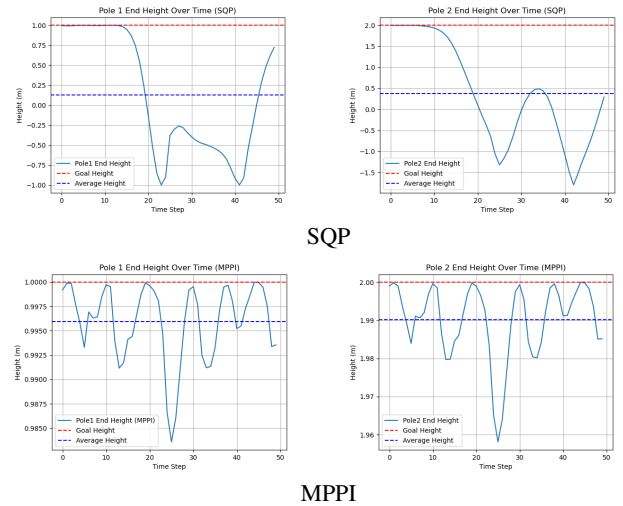 Pole 1 End Height Over Time (SQP)
1.00
0.75
0.50
0.25
0.00
-0.25
-0.50
-0.75
-1.00
Height (m)
Pole1 End Height
Goal Height
Average Height
0 10 20 30 40 50
Time Step
Pole 2 End Height Over Time (SQP)
2.0
1.5
1.0
0.5
0.0
-0.5
-1.0
-1.5
Height (m)
Pole2 End Height
Goal Height
Average Height
0 10 20 30 40 50
Time Step
SQP
Pole 1 End Height Over Time (MPPI)
1.0000
0.9975
0.9950
0.9925
0.9900
0.9875
0.9850
Height (m)
Pole1 End Height (MPPI)
Goal Height
Average Height
0 10 20 30 40 50
Time Step
Pole 2 End Height Over Time (MPPI)
2.00
1.99
1.98
1.97
1.96
Height (m)
Pole2 End Height (MPPI)
Goal Height
Average Height
0 10 20 30 40 50
Time Step
MPPI